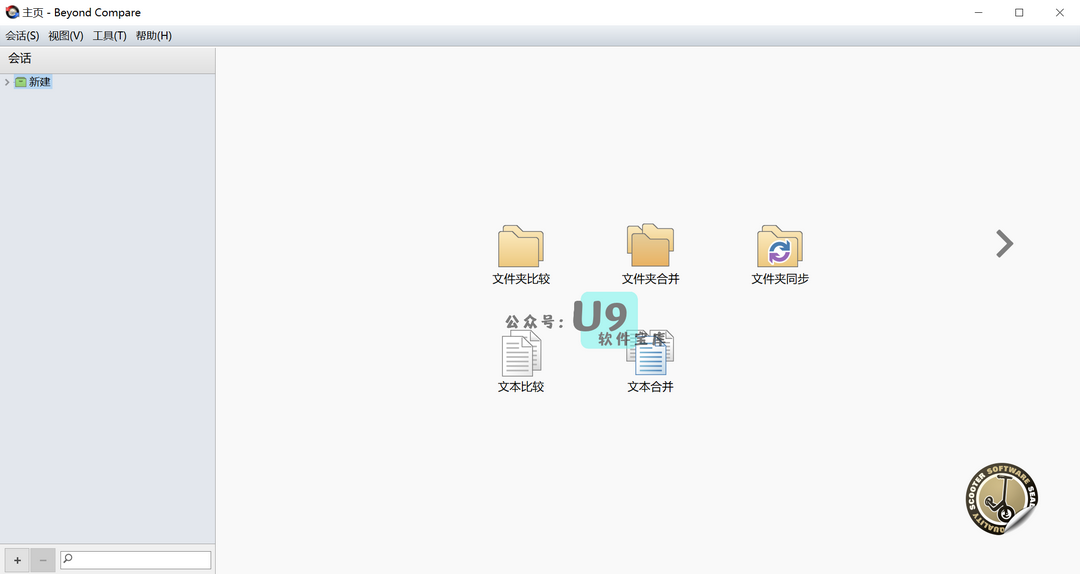 主页 - Beyond Compare
会话(S) 视图(V) 工具(T) 帮助(H)
会话
新建
文件夹比较 文件夹合并 文件夹同步
公众号: U9
软件宝库
文本比较 文本合并
SCOOTER SOFTWARE SEAL
QUALITY